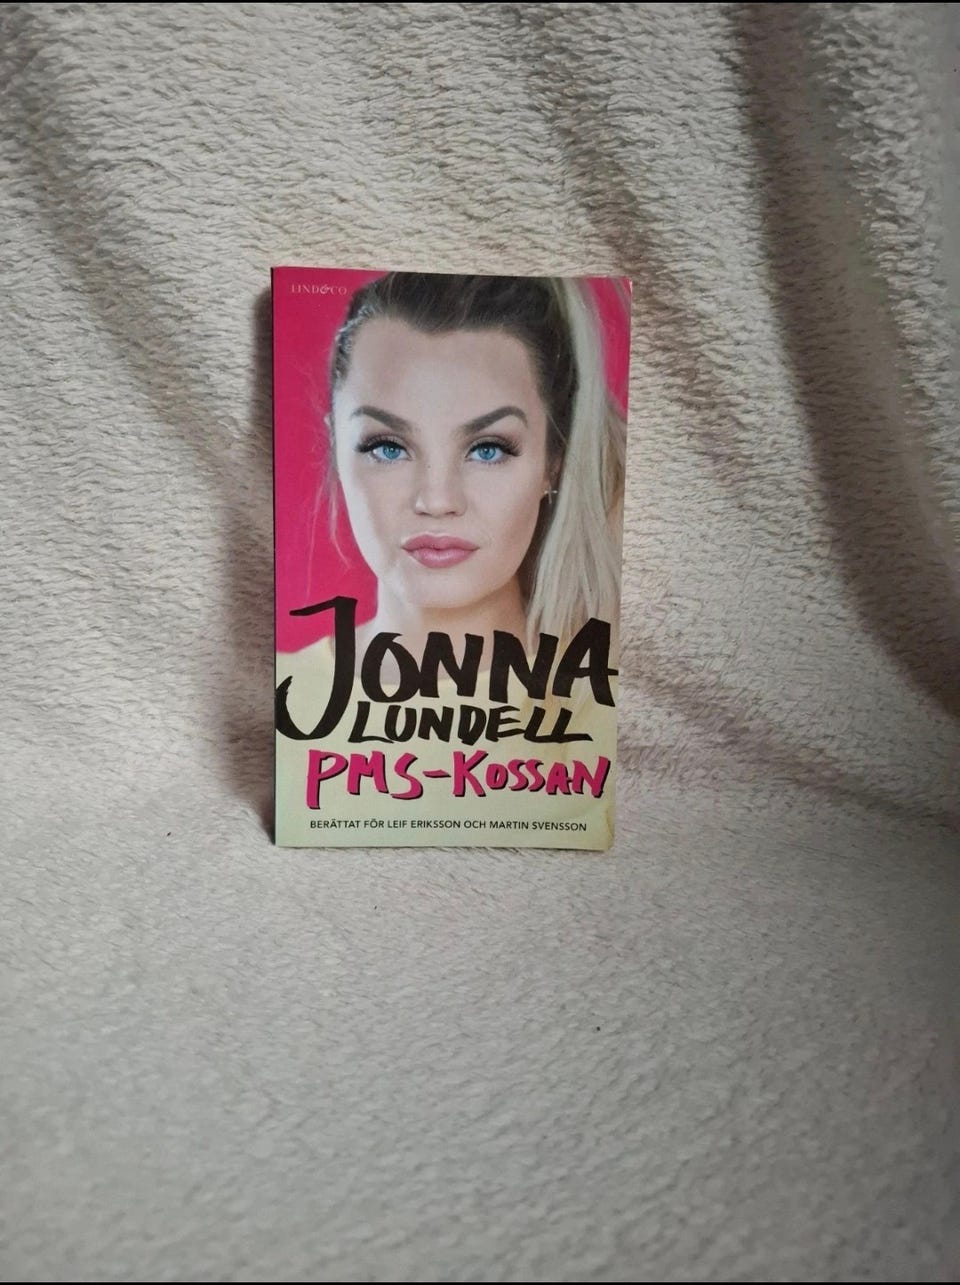 LIND&CO
JONNA
LUNDELL
PMS-KOSSAN
BERÄTTAT FÖR LEIF ERIKSSON OCH MARTIN SVENSSON